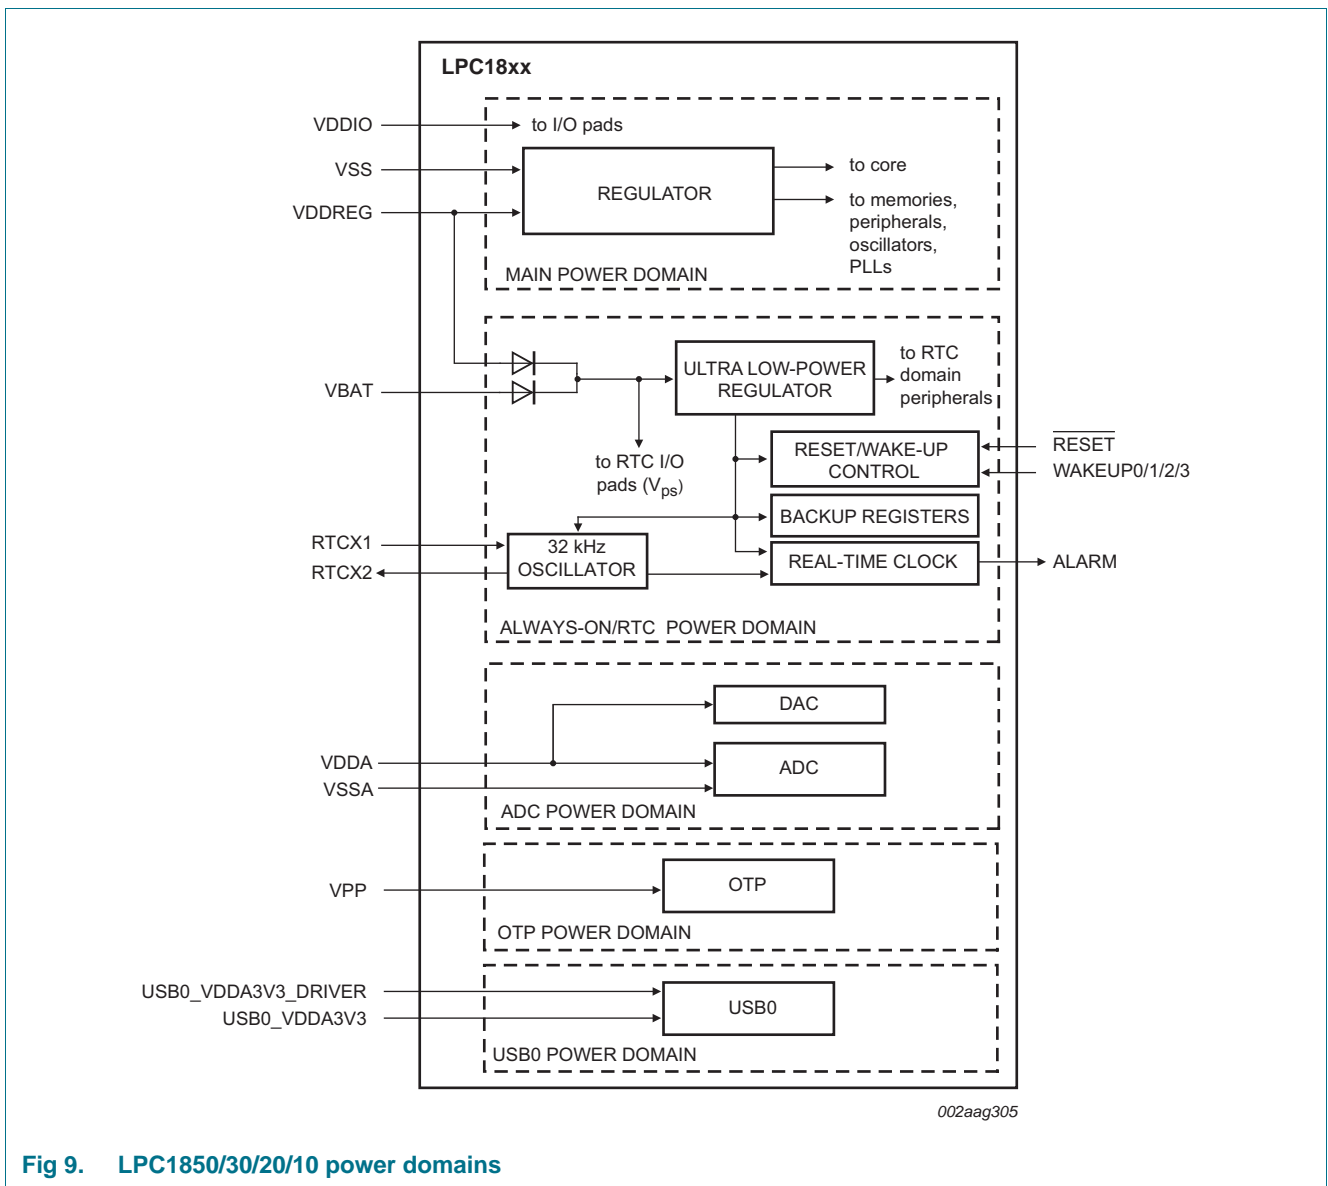 LPC18xx
VDDIO
to I/O pads
VSS
VDDREG
REGULATOR
to core
to memories,
peripherals,
oscillators,
PLLs
MAIN POWER DOMAIN
VBAT
ULTRA LOW-POWER
REGULATOR
to RTC
domain
peripherals
to RTC I/O
pads (Vps)
RESET/WAKE-UP
CONTROL
RESET
WAKEUP0/1/2/3
BACKUP REGISTERS
RTCX1
RTCX2
32 kHz
OSCILLATOR
REAL-TIME CLOCK
ALARM
ALWAYS-ON/RTC POWER DOMAIN
DAC
VDDA
VSSA
ADC
ADC POWER DOMAIN
VPP
OTP
OTP POWER DOMAIN
USB0_VDDA3V3_DRIVER
USB0_VDDA3V3
USB0
USB0 POWER DOMAIN
002aag305
Fig 9. LPC1850/30/20/10 power domains